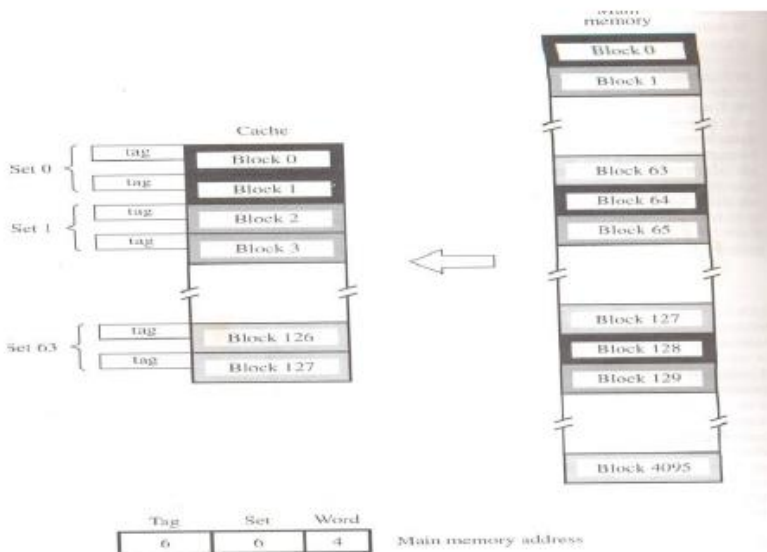 Main
memory
Block 0
Block 1
Block 63
Block 64
Block 65
Block 127
Block 128
Block 129
Block 4095
Cache
Set 0
tag
Block 0
tag
Block 1
Set 1
tag
Block 2
tag
Block 3
Set 63
tag
Block 126
tag
Block 127
Tag Set Word
6 6 4 Main memory address